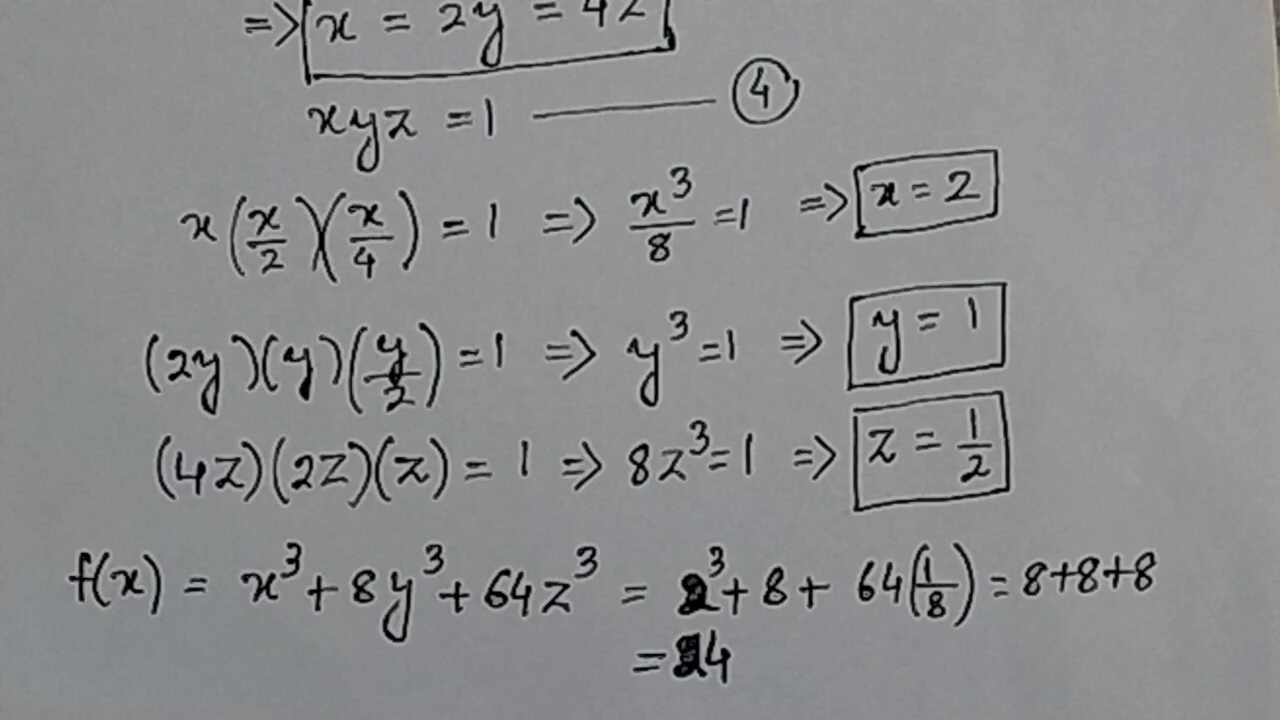 => x = 2y = 4z
xyz = 1 ——— ④
x(x/2)(x/4) = 1 => x³/8 = 1 => x = 2
(2y)(y)(y/2) = 1 => y³ = 1 => y = 1
(4z)(2z)(z) = 1 => 8z³ = 1 => z = 1/2
f(x) = x³ + 8y³ + 64z³ = 2³ + 8 + 64(1/8) = 8+8+8
= 24